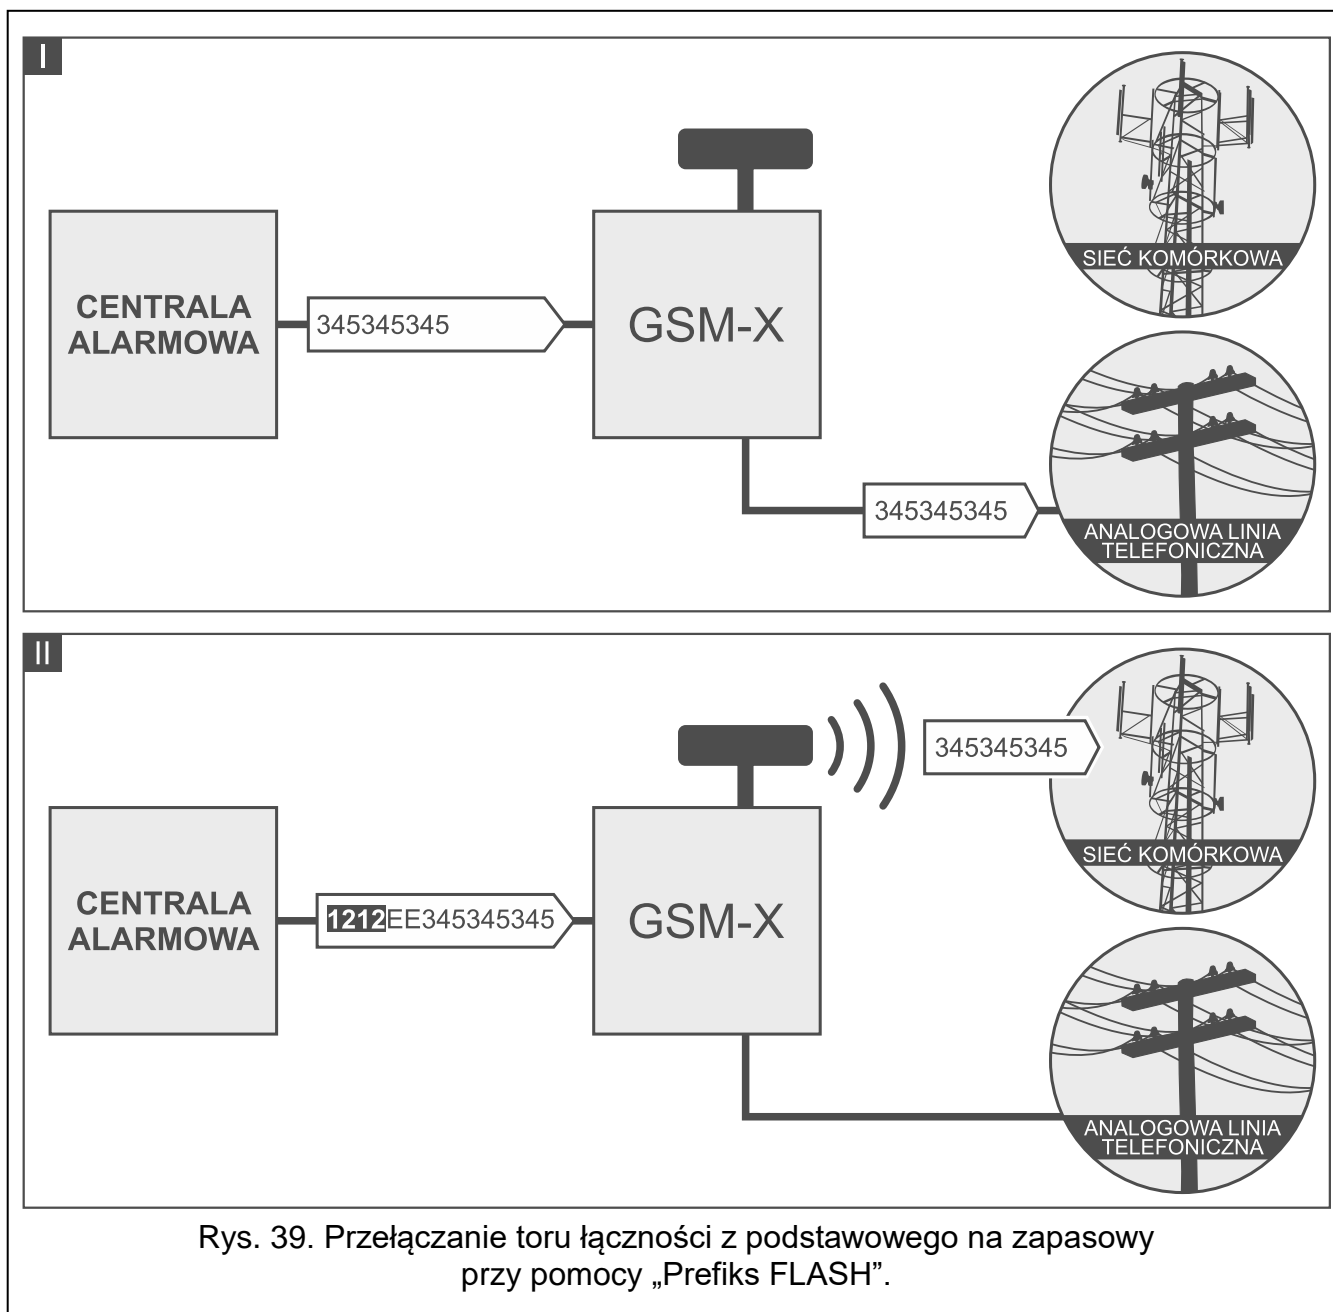 I
SIEĆ KOMÓRKOWA
CENTRALA
ALARMOWA
345345345
GSM-X
345345345
ANALOGOWA LINIA
TELEFONICZNA
II
345345345
SIEĆ KOMÓRKOWA
CENTRALA
ALARMOWA
1212EE345345345
GSM-X
ANALOGOWA LINIA
TELEFONICZNA
Rys. 39. Przełączanie toru łączności z podstawowego na zapasowy
przy pomocy „Prefiks FLASH”.